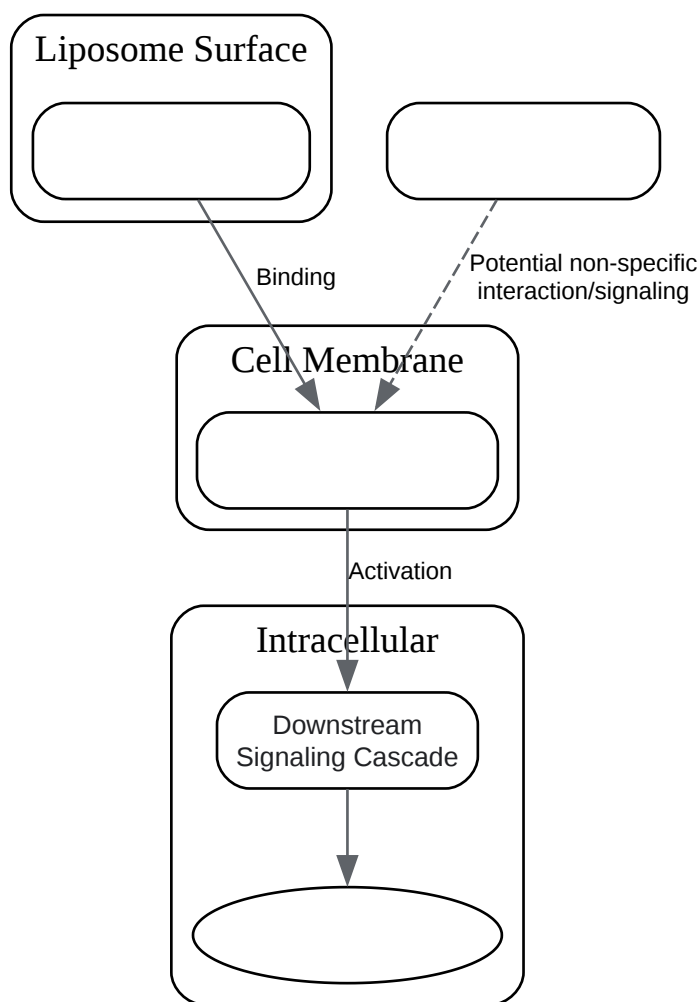 Liposome Surface
Binding
Potential non-specific
interaction/signaling
Cell Membrane
Activation
Intracellular
Downstream
Signaling Cascade